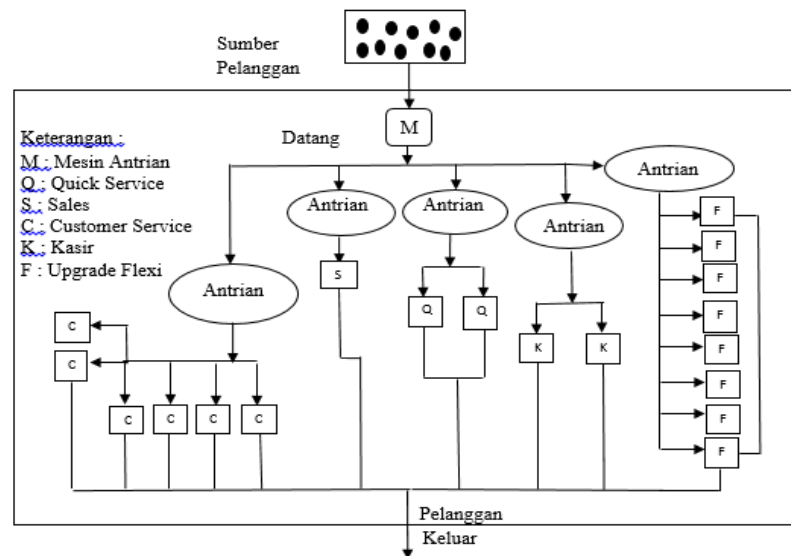 Sumber
Pelanggan
M
Keterangan :
M : Mesin Antrian
Q : Quick Service
S : Sales
C : Customer Service
K : Kasir
F : Upgrade Flexi
Datang
Antrian
Antrian
Antrian
Antrian
Antrian
S
Q
Q
K
K
C
C
C
C
C
C
F
F
F
F
F
F
F
F
Pelanggan
Keluar